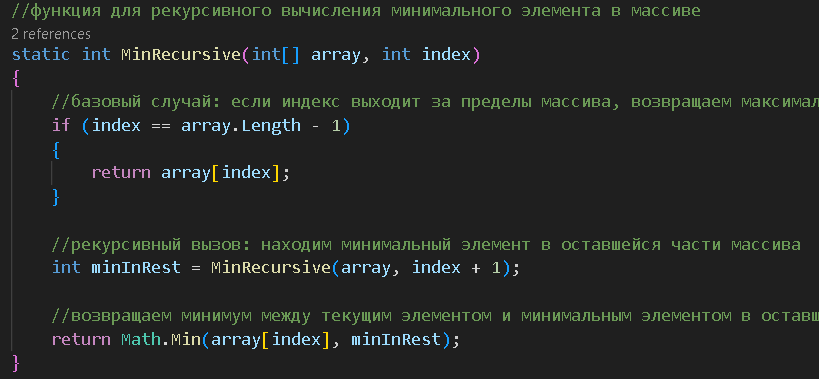 //функция для рекурсивного вычисления минимального элемента в массиве
2 references
static int MinRecursive(int[] array, int index)
{
//базовый случай: если индекс выходит за пределы массива, возвращаем максимал
if (index == array.Length - 1)
{
return array[index];
}
//рекурсивный вызов: находим минимальный элемент в оставшейся части массива
int minInRest = MinRecursive(array, index + 1);
//возвращаем минимум между текущим элементом и минимальным элементом в оставш
return Math.Min(array[index], minInRest);
}